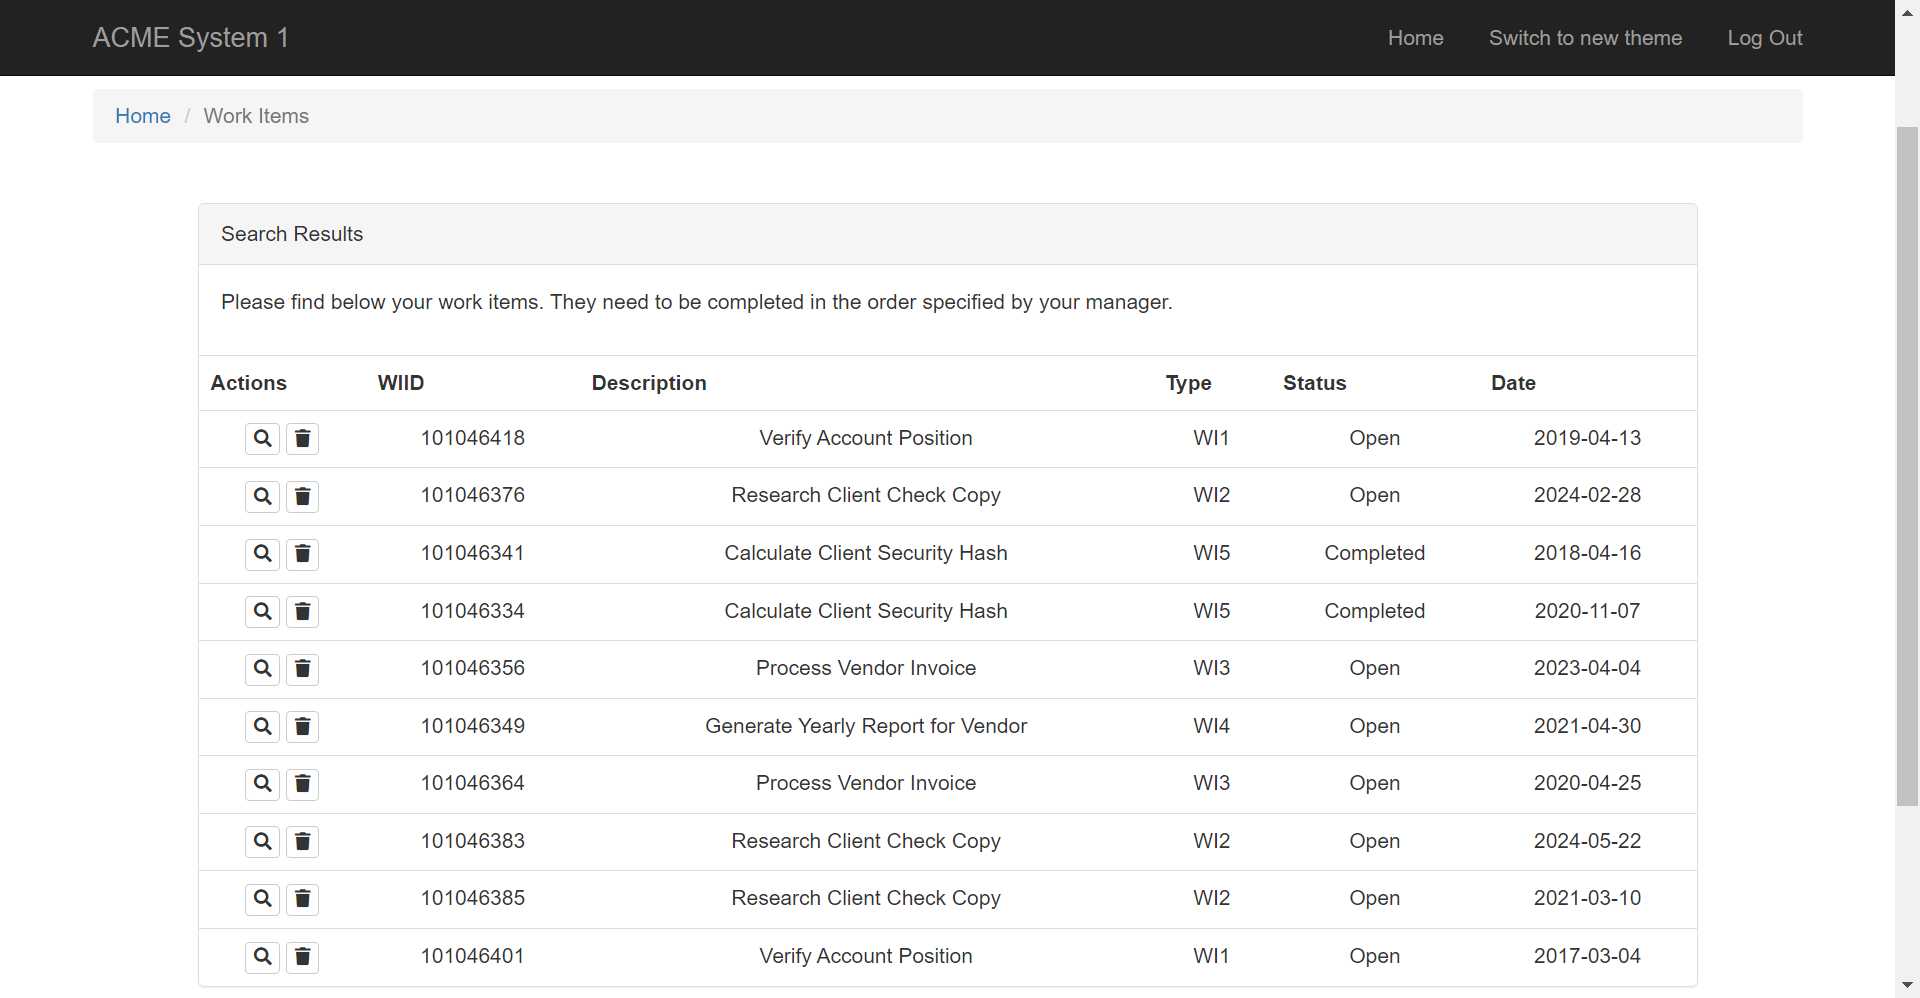 ACME System 1 Home Switch to new theme Log Out
Home / Work Items
Search Results
Please find below your work items. They need to be completed in the order specified by your manager.
Actions WIID Description Type Status Date
101046418 Verify Account Position WI1 Open 2019-04-13
101046376 Research Client Check Copy WI2 Open 2024-02-28
101046341 Calculate Client Security Hash WI5 Completed 2018-04-16
101046334 Calculate Client Security Hash WI5 Completed 2020-11-07
101046356 Process Vendor Invoice WI3 Open 2023-04-04
101046349 Generate Yearly Report for Vendor WI4 Open 2021-04-30
101046364 Process Vendor Invoice WI3 Open 2020-04-25
101046383 Research Client Check Copy WI2 Open 2024-05-22
101046385 Research Client Check Copy WI2 Open 2021-03-10
101046401 Verify Account Position WI1 Open 2017-03-04